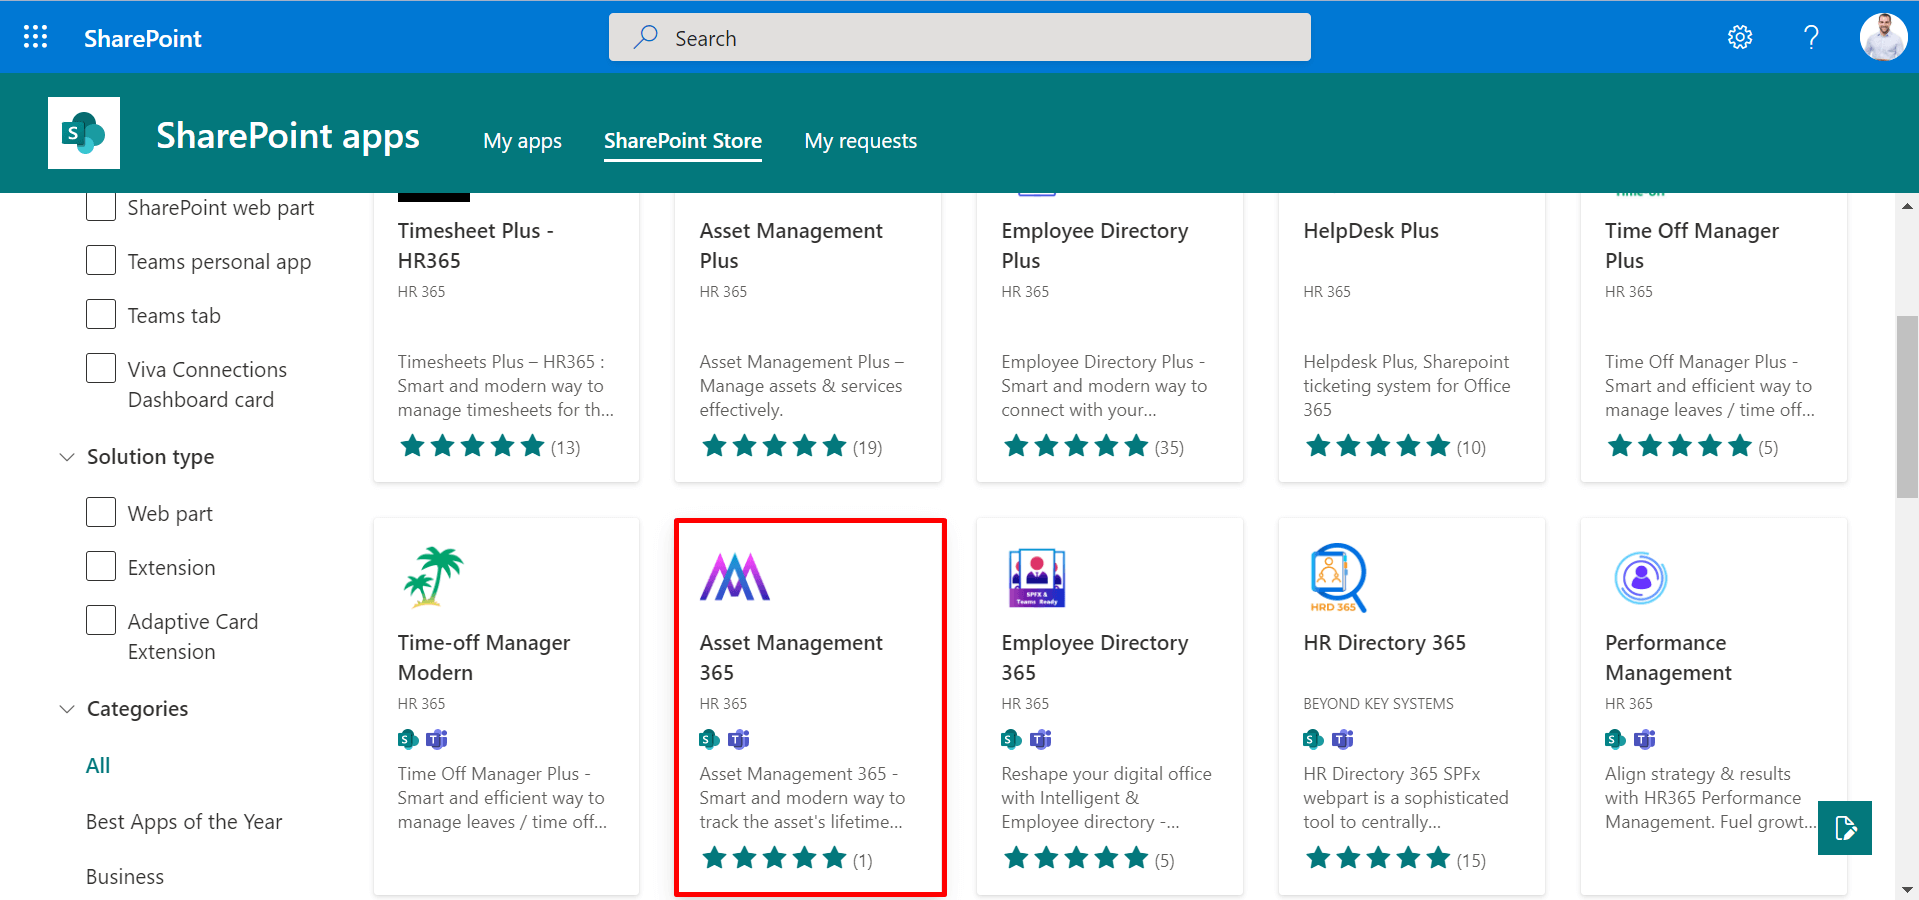 SharePoint
Search
SharePoint apps
My apps
SharePoint Store
My requests
SharePoint web part
Teams personal app
Teams tab
Viva Connections
Dashboard card
Solution type
Web part
Extension
Adaptive Card
Extension
Categories
All
Best Apps of the Year
Business
Timesheet Plus -
HR365
HR 365
Timesheets Plus – HR365 :
Smart and modern way to
manage timesheets for th...
(13)
Asset Management
Plus
HR 365
Asset Management Plus –
Manage assets & services
effectively.
(19)
Employee Directory
Plus
HR 365
Employee Directory Plus -
Smart and modern way to
connect with your...
(35)
HelpDesk Plus
HR 365
Helpdesk Plus, Sharepoint
ticketing system for Office
365
(10)
Time Off Manager
Plus
HR 365
Time Off Manager Plus -
Smart and efficient way to
manage leaves / time off...
(5)
Time-off Manager
Modern
HR 365
Time Off Manager Plus -
Smart and efficient way to
manage leaves / time off...
Asset Management
365
HR 365
Asset Management 365 -
Smart and modern way to
track the asset's lifetime...
(1)
SPFX &
Teams Ready
Employee Directory
365
HR 365
Reshape your digital office
with Intelligent &
Employee directory -...
(5)
HRD 365
HR Directory 365
BEYOND KEY SYSTEMS
HR Directory 365 SPFx
webpart is a sophisticated
tool to centrally...
(15)
Performance
Management
HR 365
Align strategy & results
with HR365 Performance
Management. Fuel growt...